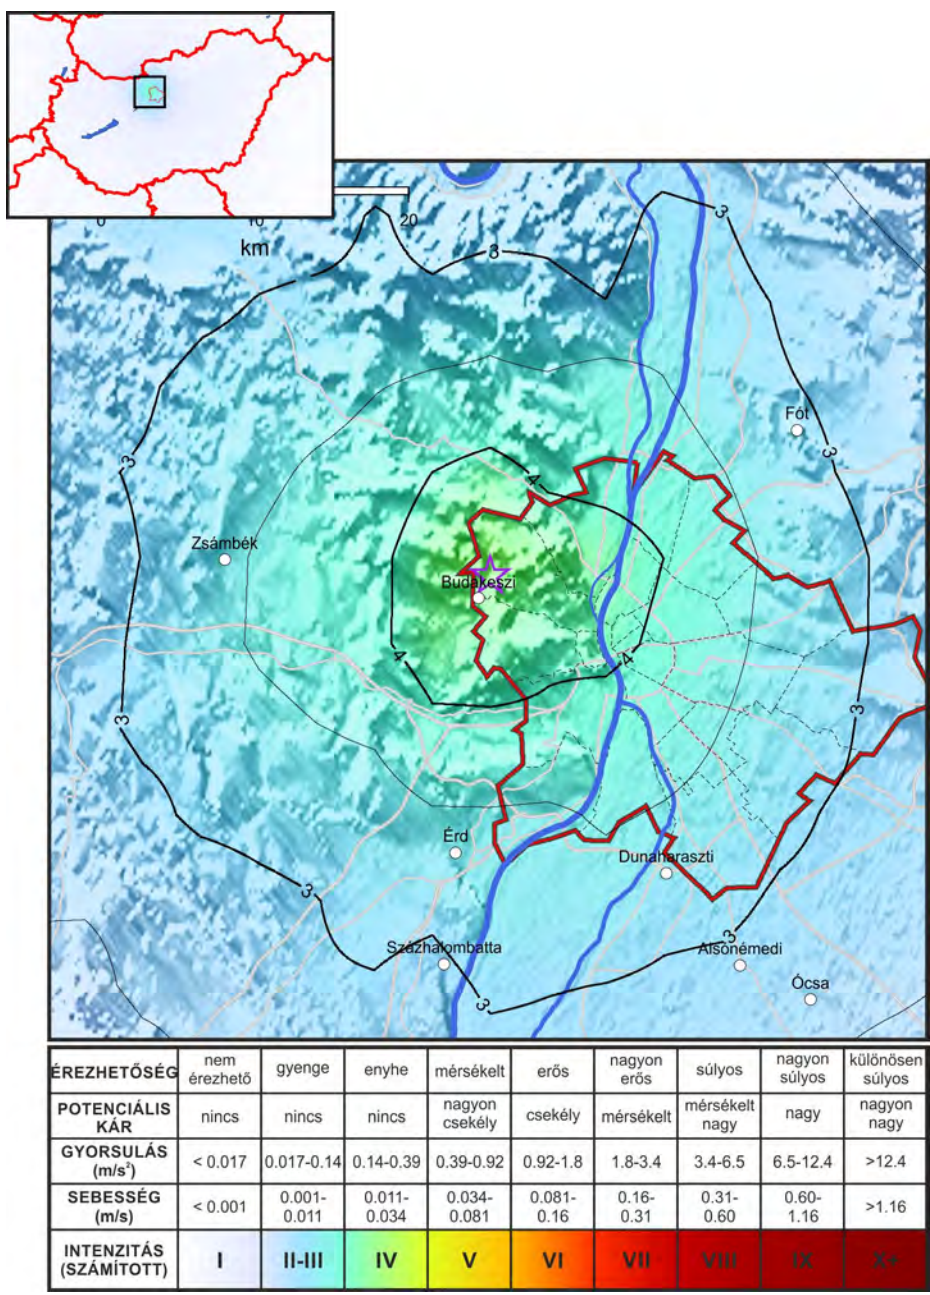 0 10 20
km
3
3
3
3
3
3
3
3
3
4
4
4
Fót
Zsámbék
Budakeszi
Érd
Dunaharaszti
Százhalombatta
Alsónémedi
Ócsa
ÉREZHETŐSÉG nem érezhető gyenge enyhe mérsékelt erős nagyon erős súlyos nagyon súlyos különösen súlyos
POTENCIÁLIS KÁR nincs nincs nincs nagyon csekély csekély mérsékelt mérsékelt nagy nagy nagyon nagy
GYORSULÁS (m/s²) < 0.017 0.017-0.14 0.14-0.39 0.39-0.92 0.92-1.8 1.8-3.4 3.4-6.5 6.5-12.4 >12.4
SEBESSÉG (m/s) < 0.001 0.001-0.011 0.011-0.034 0.034-0.081 0.081-0.16 0.16-0.31 0.31-0.60 0.60-1.16 >1.16
INTENZITÁS (SZÁMÍTOTT) I II-III IV V VI VII VIII IX X+